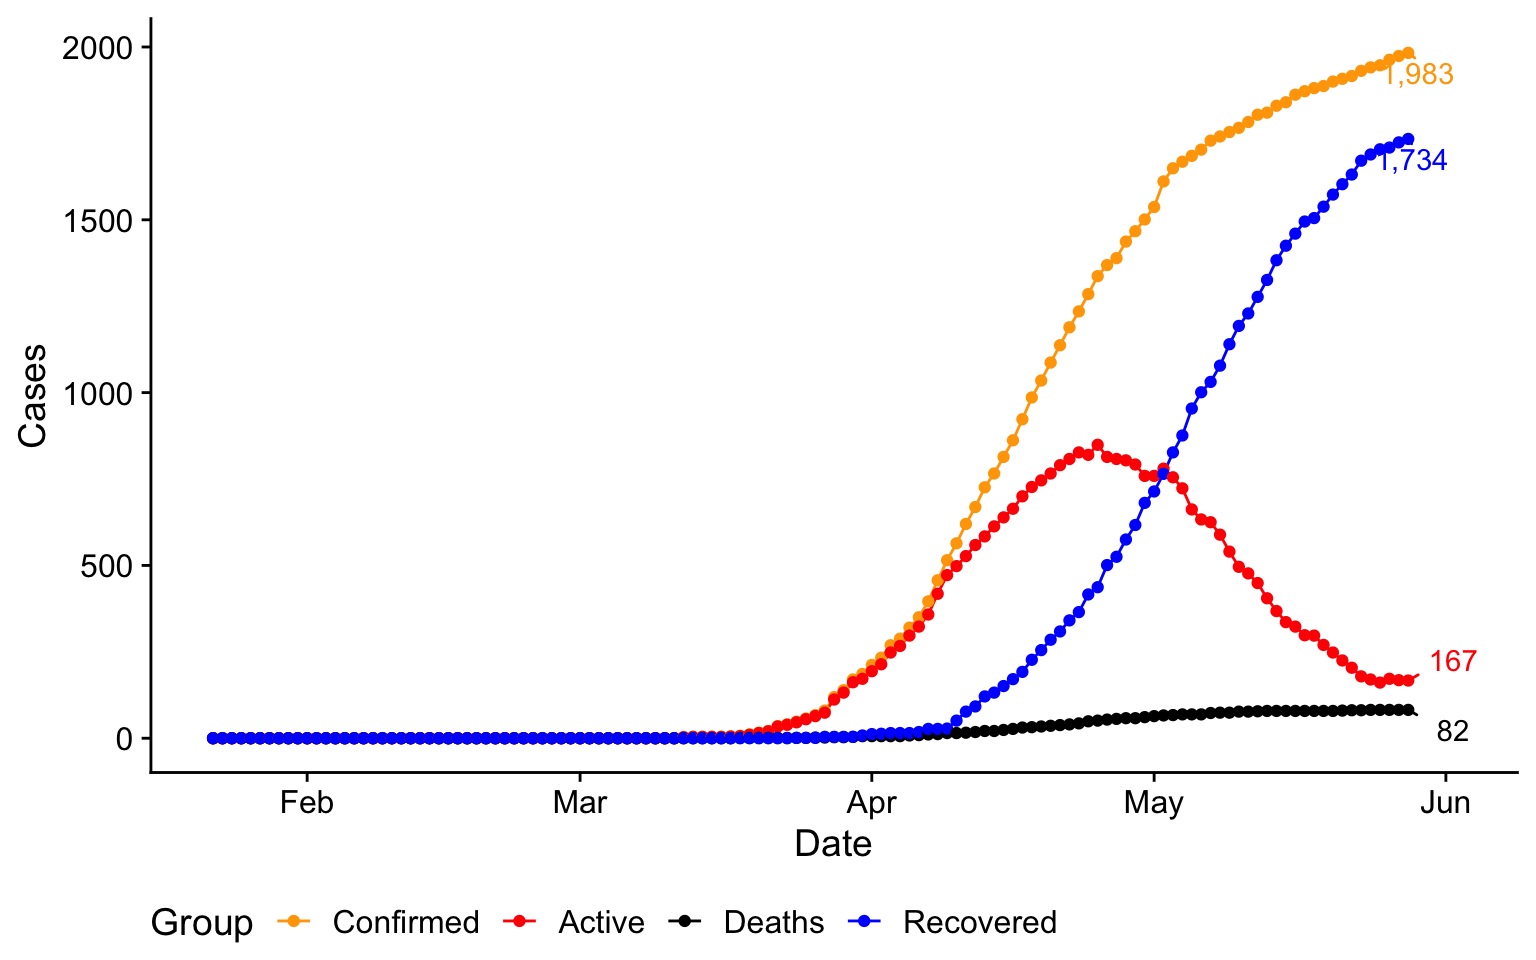 2000
1,983
1,734
1500
1000
Cases
500
167
82
0
Feb Mar Apr May Jun
Date
Group Confirmed Active Deaths Recovered